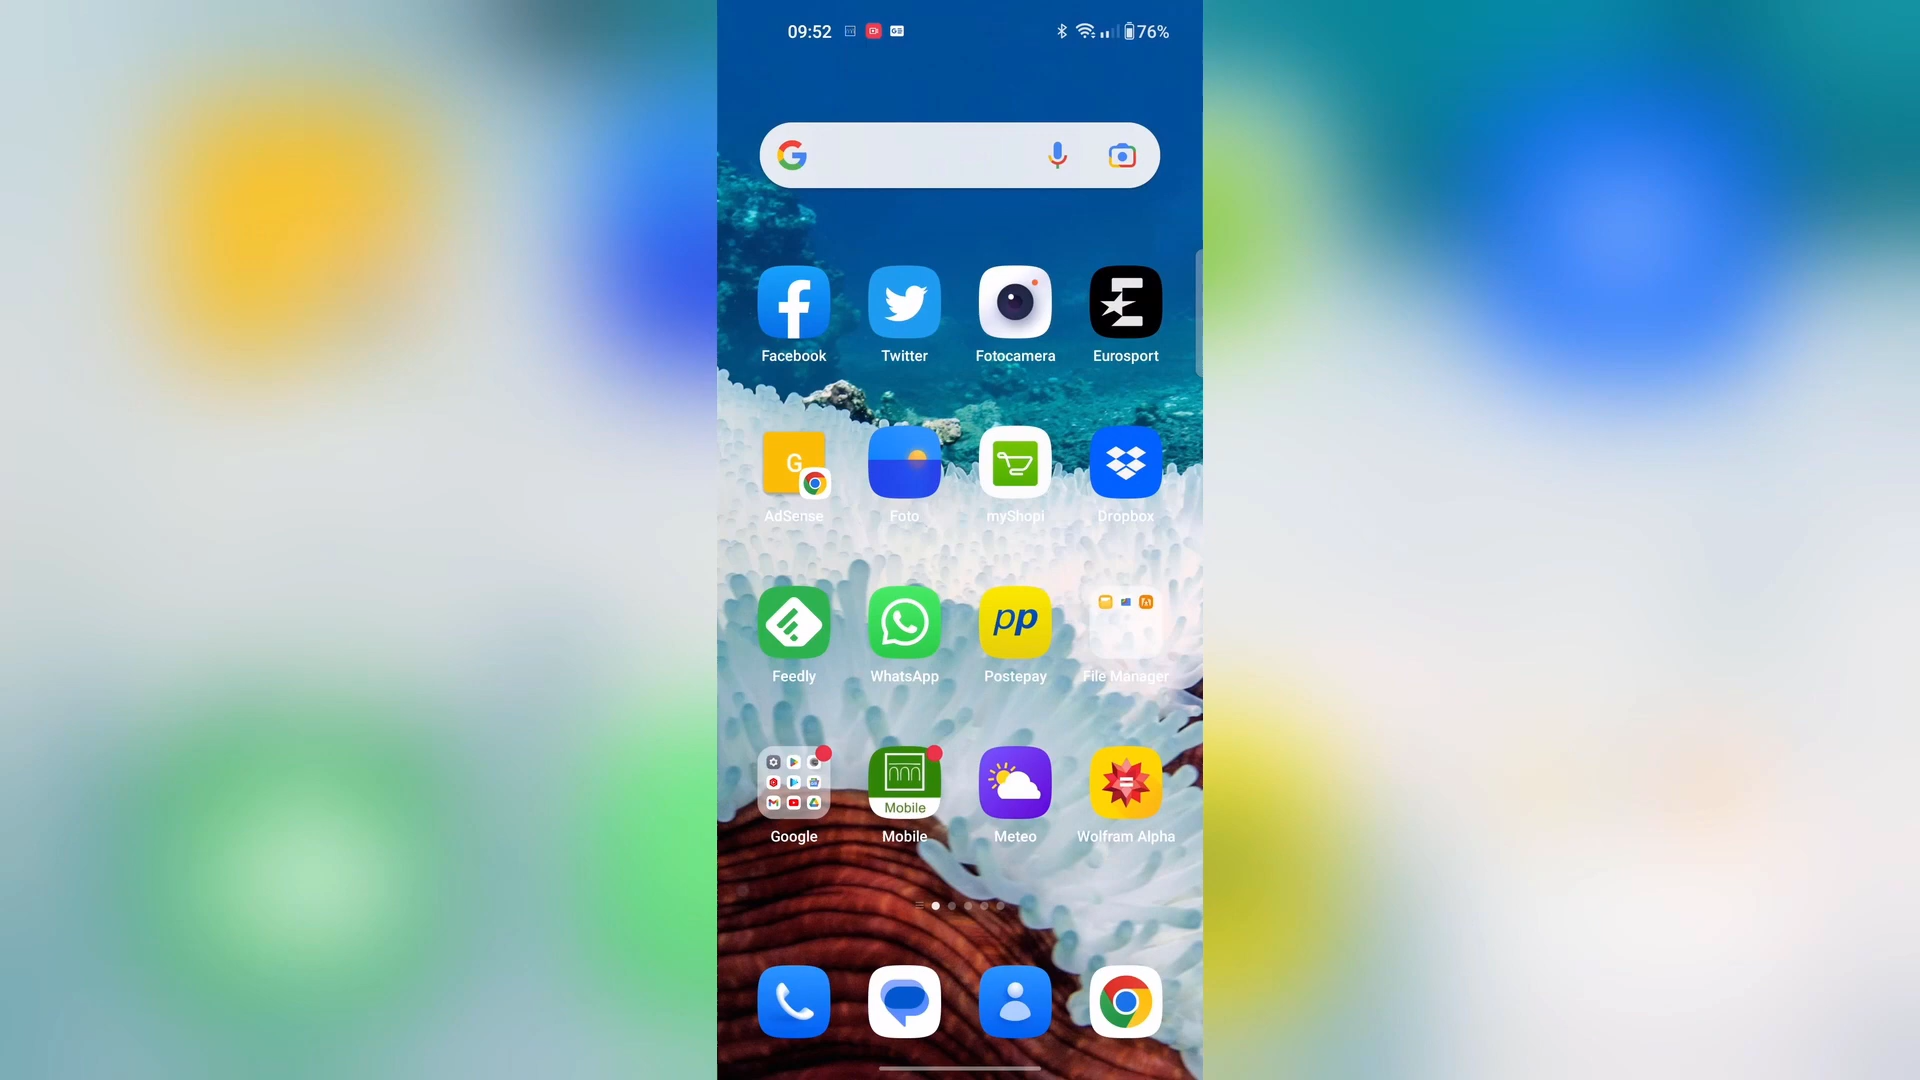 09:52 GE 76%
Facebook Twitter Fotocamera Eurosport
G
AdSense Foto myShopi Dropbox
pp
Feedly WhatsApp Postepay File Manager
Mobile
Google Mobile Meteo Wolfram Alpha